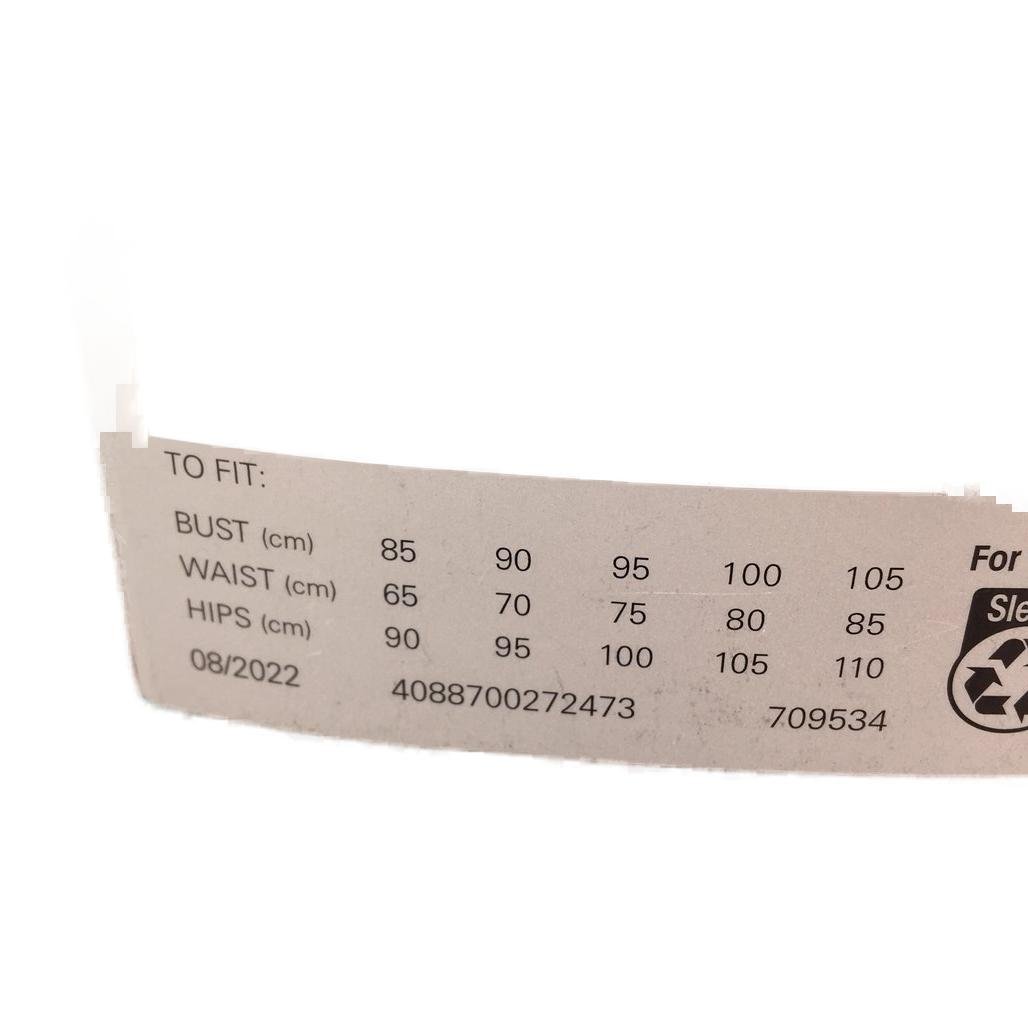 TO FIT:
BUST (cm) 85 90 95 100 105
WAIST (cm) 65 70 75 80 85
HIPS (cm) 90 95 100 105 110
08/2022 4088700272473 709534
For